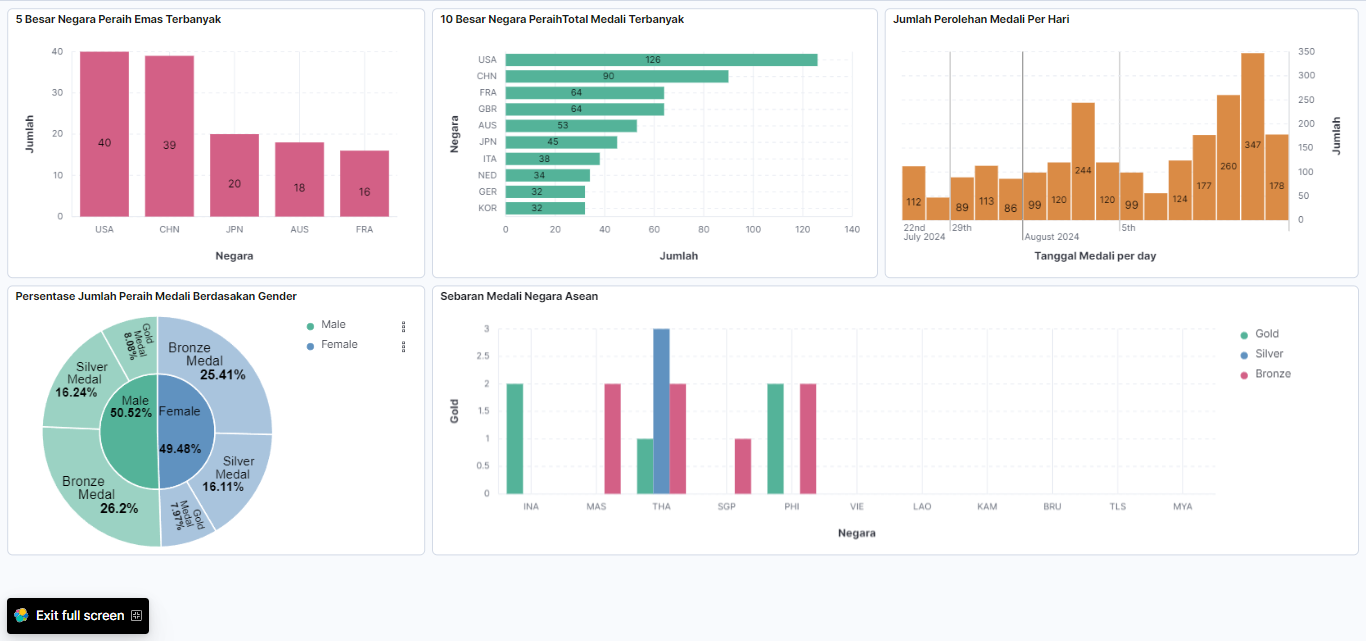 5 Besar Negara Peraih Emas Terbanyak
Jumlah
40
30
20
10
0
40
39
20
18
16
USA
CHN
JPN
AUS
FRA
Negara
10 Besar Negara PeraihTotal Medali Terbanyak
Negara
USA
126
CHN
90
FRA
64
GBR
64
AUS
53
JPN
45
ITA
38
NED
34
GER
32
KOR
32
0
20
40
60
80
100
120
140
Jumlah
Jumlah Perolehan Medali Per Hari
350
300
250
200
150
100
50
0
Jumlah
112
89
113
86
99
120
244
120
99
124
177
260
347
178
22nd
29th
5th
July 2024
August 2024
Tanggal Medali per day
Persentase Jumlah Peraih Medali Berdasakan Gender
Male
Female
Gold
Medal
8.08%
Bronze
Medal
25.41%
Silver
Medal
16.24%
Male
50.52%
Female
49.48%
Silver
Medal
16.11%
Bronze
Medal
26.2%
Gold
Medal
7.97%
Sebaran Medali Negara Asean
Gold
3
2.5
2
1.5
1
0.5
0
INA
MAS
THA
SGP
PHI
VIE
LAO
KAM
BRU
TLS
MYA
Negara
Gold
Silver
Bronze
Exit full screen